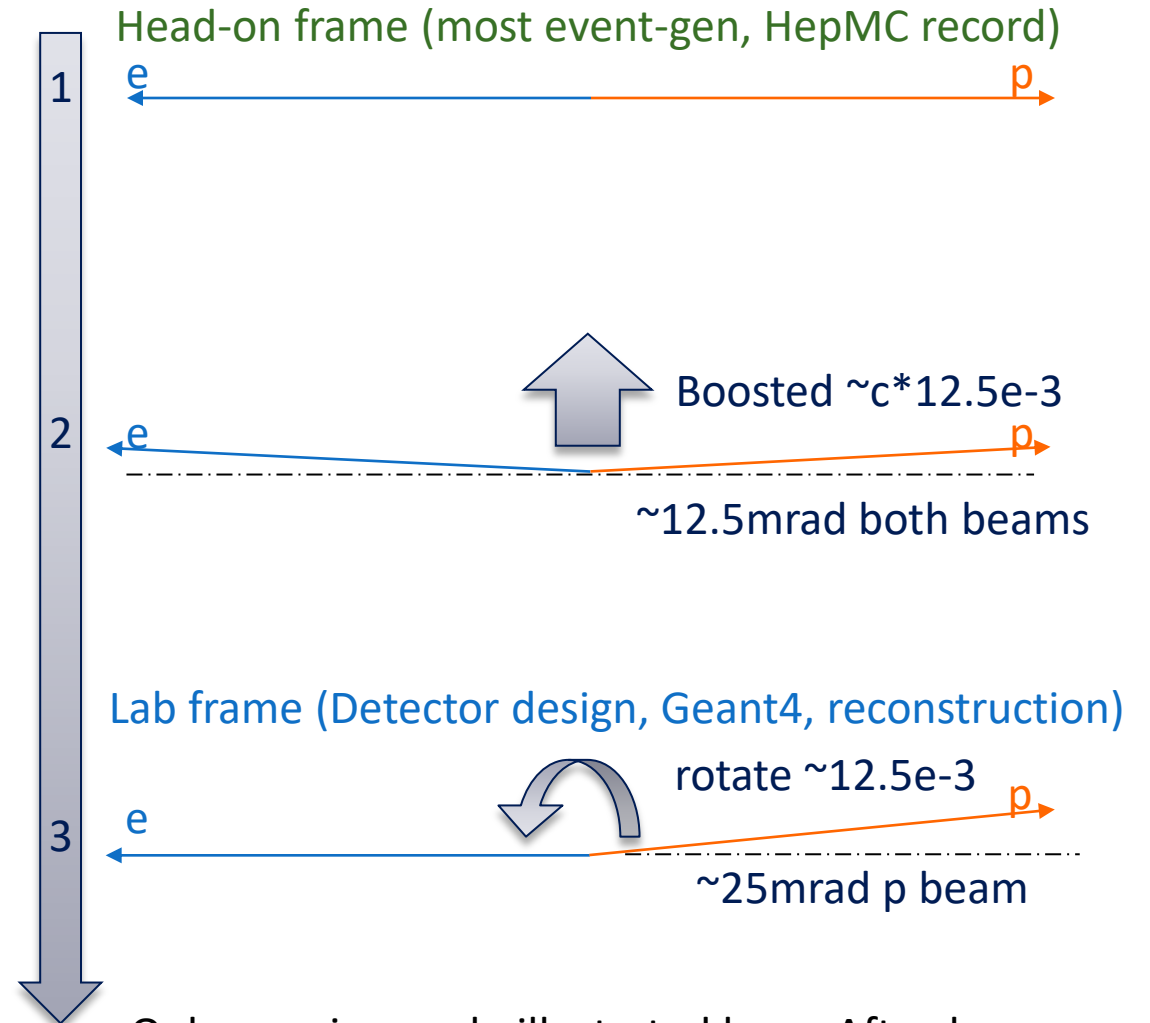 Head-on frame (most event-gen, HepMC record)
1
e
p
Boosted ~c*12.5e-3
2
e
p
~12.5mrad both beams
Lab frame (Detector design, Geant4, reconstruction)
rotate ~12.5e-3
p
e
3
~25mrad p beam